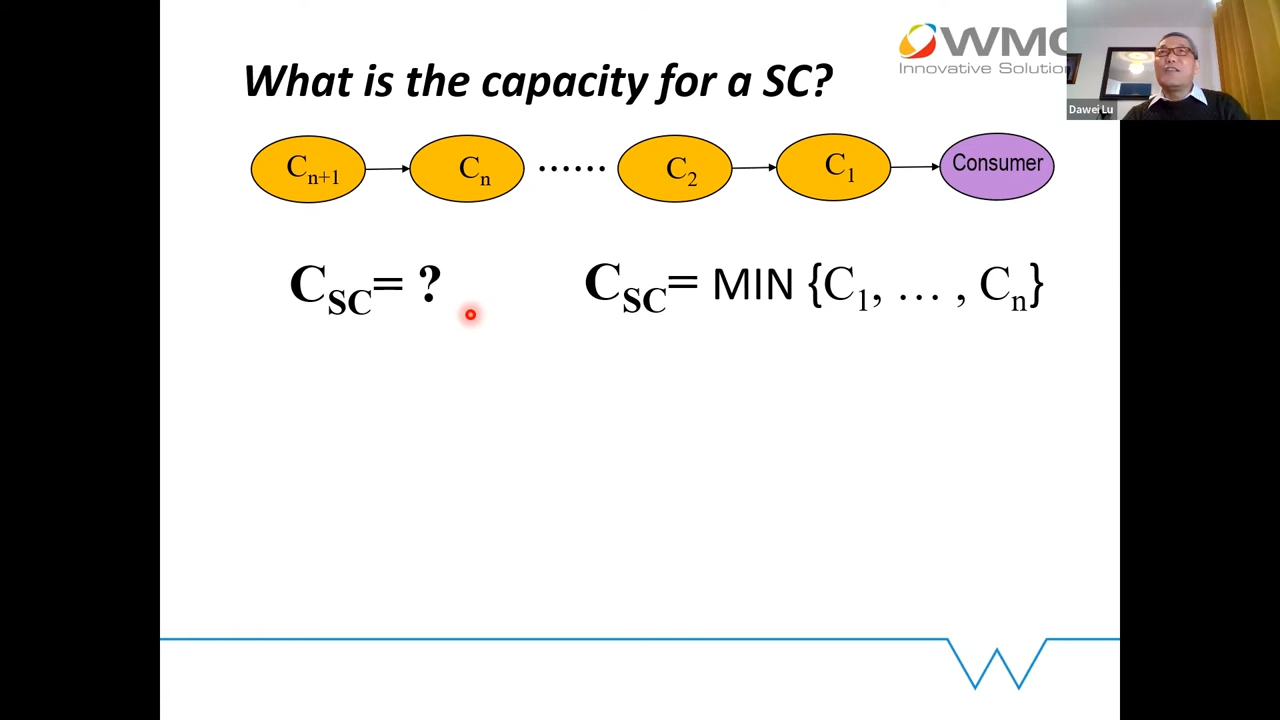 What is the capacity for a SC?
WMG
Innovative Solution
Dawei Lu
Cn+1 Cn ...... C2 C1 Consumer
CSC= ?
CSC= MIN {C1, … , Cn}